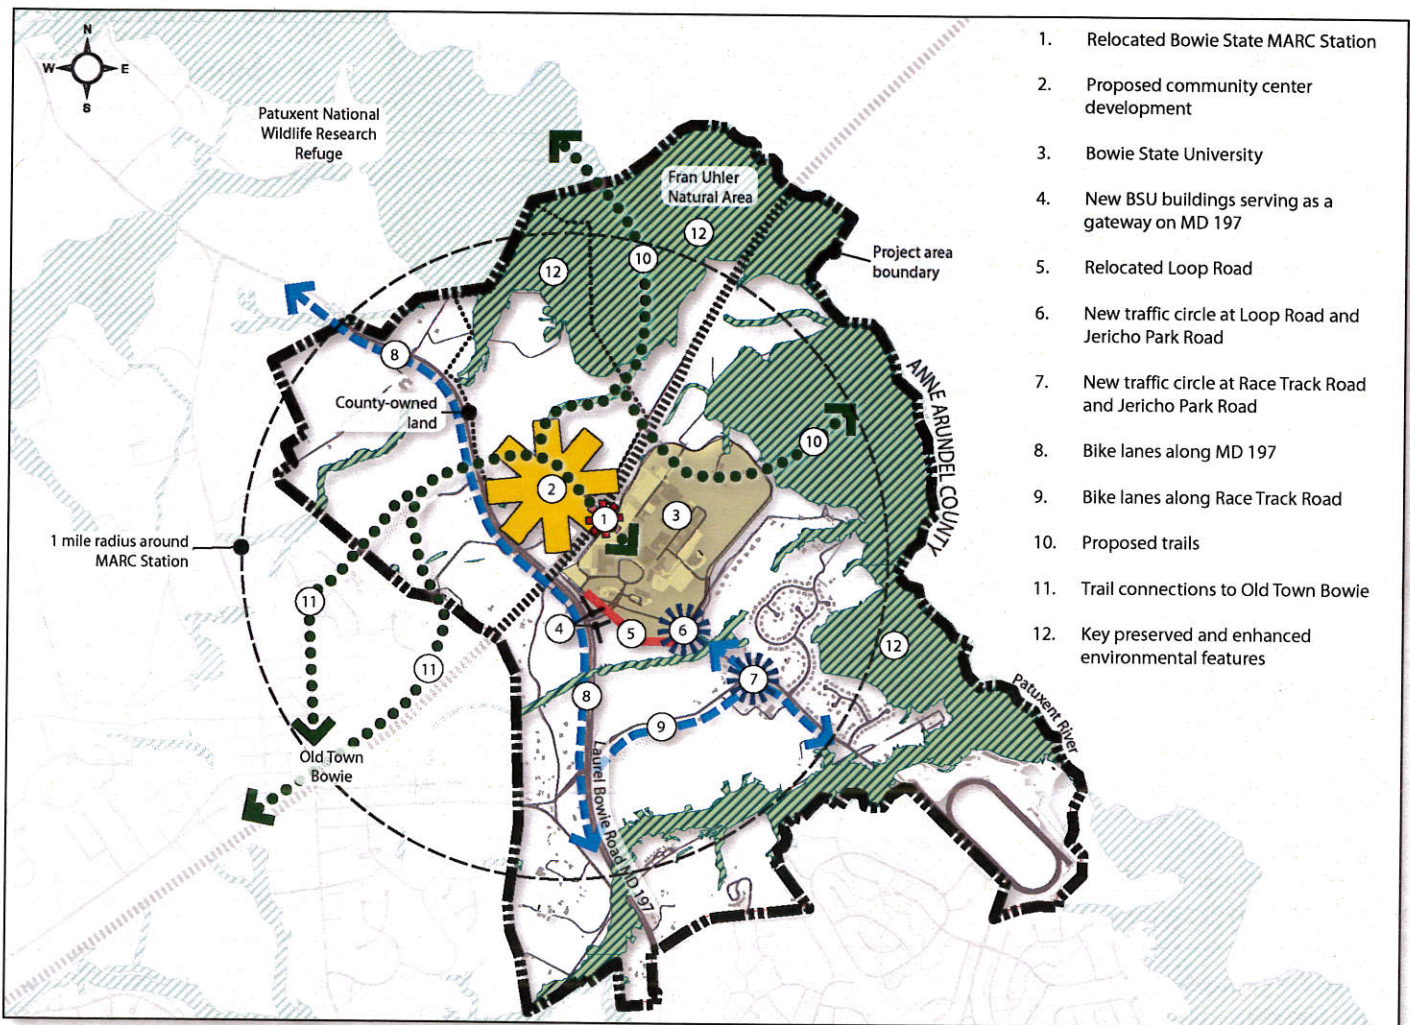 N
W
E
S
Patuxent National
Wildlife Research
Refuge
Fran Uhler
Natural Area
12
10
12
Project area
boundary
8
County-owned
land
ANNE ARUNDEL COUNTY
10
2
1
3
1 mile radius around
MARC Station
11
4
5
6
12
11
7
8
9
Patuxent River
Old Town
Bowie
Laurel Bowie Road MD 197
1. Relocated Bowie State MARC Station
2. Proposed community center
development
3. Bowie State University
4. New BSU buildings serving as a
gateway on MD 197
5. Relocated Loop Road
6. New traffic circle at Loop Road and
Jericho Park Road
7. New traffic circle at Race Track Road
and Jericho Park Road
8. Bike lanes along MD 197
9. Bike lanes along Race Track Road
10. Proposed trails
11. Trail connections to Old Town Bowie
12. Key preserved and enhanced
environmental features